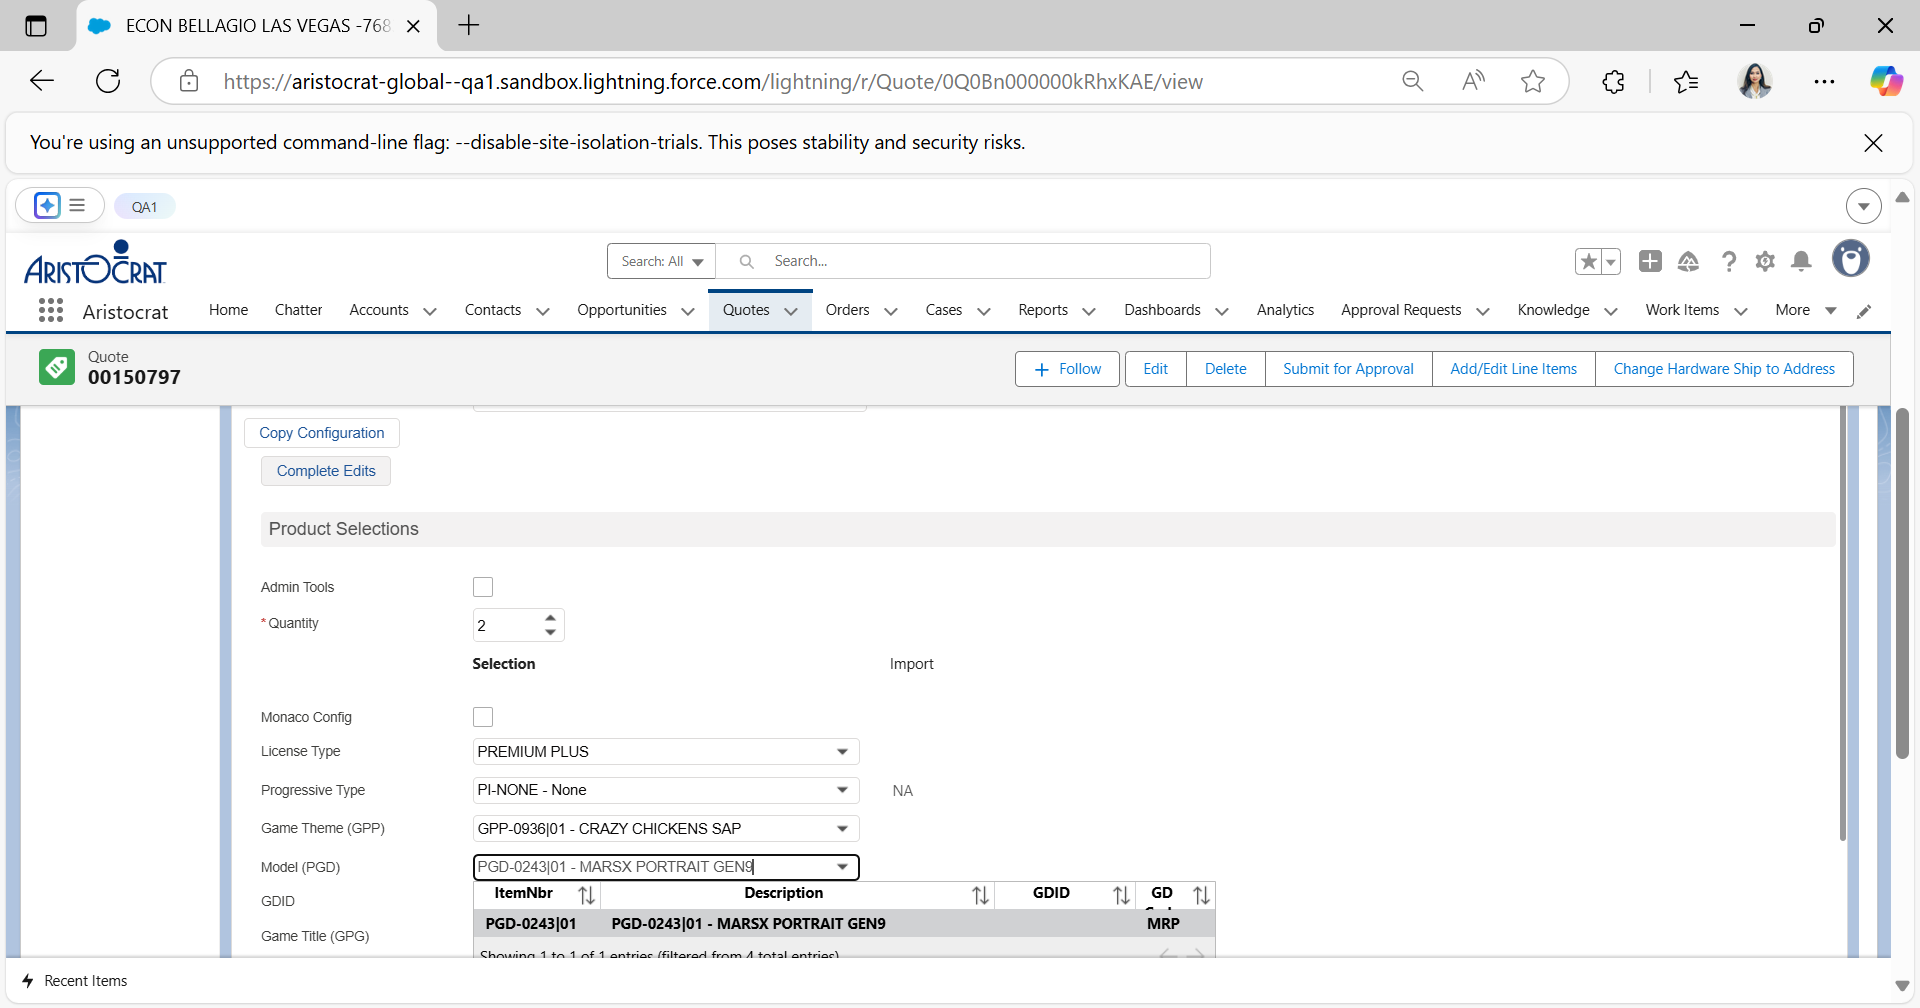 ECON BELLAGIO LAS VEGAS -768
https://aristocrat-global--qa1.sandbox.lightning.force.com/lightning/r/Quote/0Q0Bn000000kRhxKAE/view
You're using an unsupported command-line flag: --disable-site-isolation-trials. This poses stability and security risks.
QA1
ARISTOCRAT
Search: All
Search...
Aristocrat
Home
Chatter
Accounts
Contacts
Opportunities
Quotes
Orders
Cases
Reports
Dashboards
Analytics
Approval Requests
Knowledge
Work Items
More
Quote
00150797
Follow
Edit
Delete
Submit for Approval
Add/Edit Line Items
Change Hardware Ship to Address
Copy Configuration
Complete Edits
Product Selections
Admin Tools
* Quantity
2
Selection
Import
Monaco Config
License Type
PREMIUM PLUS
Progressive Type
PI-NONE - None
NA
Game Theme (GPP)
GPP-0936|01 - CRAZY CHICKENS SAP
Model (PGD)
PGD-0243|01 - MARSX PORTRAIT GEN9
GDID
Game Title (GPG)
ItemNbr
Description
GDID
GD
PGD-0243|01
PGD-0243|01 - MARSX PORTRAIT GEN9
MRP
Showing 1 to 1 of 1 entries (filtered from 4 total entries)
Recent Items